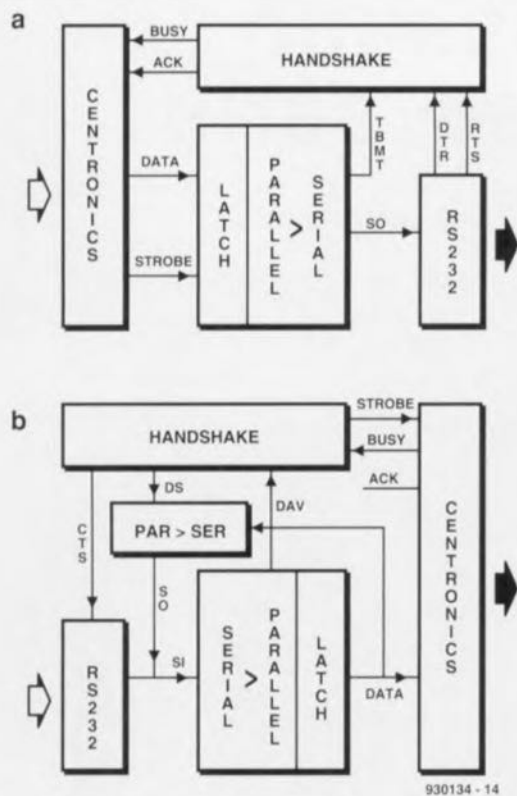 a
BUSY
HANDSHAKE
ACK
CENTRONICS
TBMT
DTR
RTS
DATA
LATCH
PARALLEL
>
SERIAL
SO
RS232
STROBE
b
STROBE
HANDSHAKE
BUSY
ACK
CTS
DS
DAV
PAR > SER
CENTRONICS
SO
RS232
SI
SERIAL
>
PARALLEL
LATCH
DATA
930134 - 14